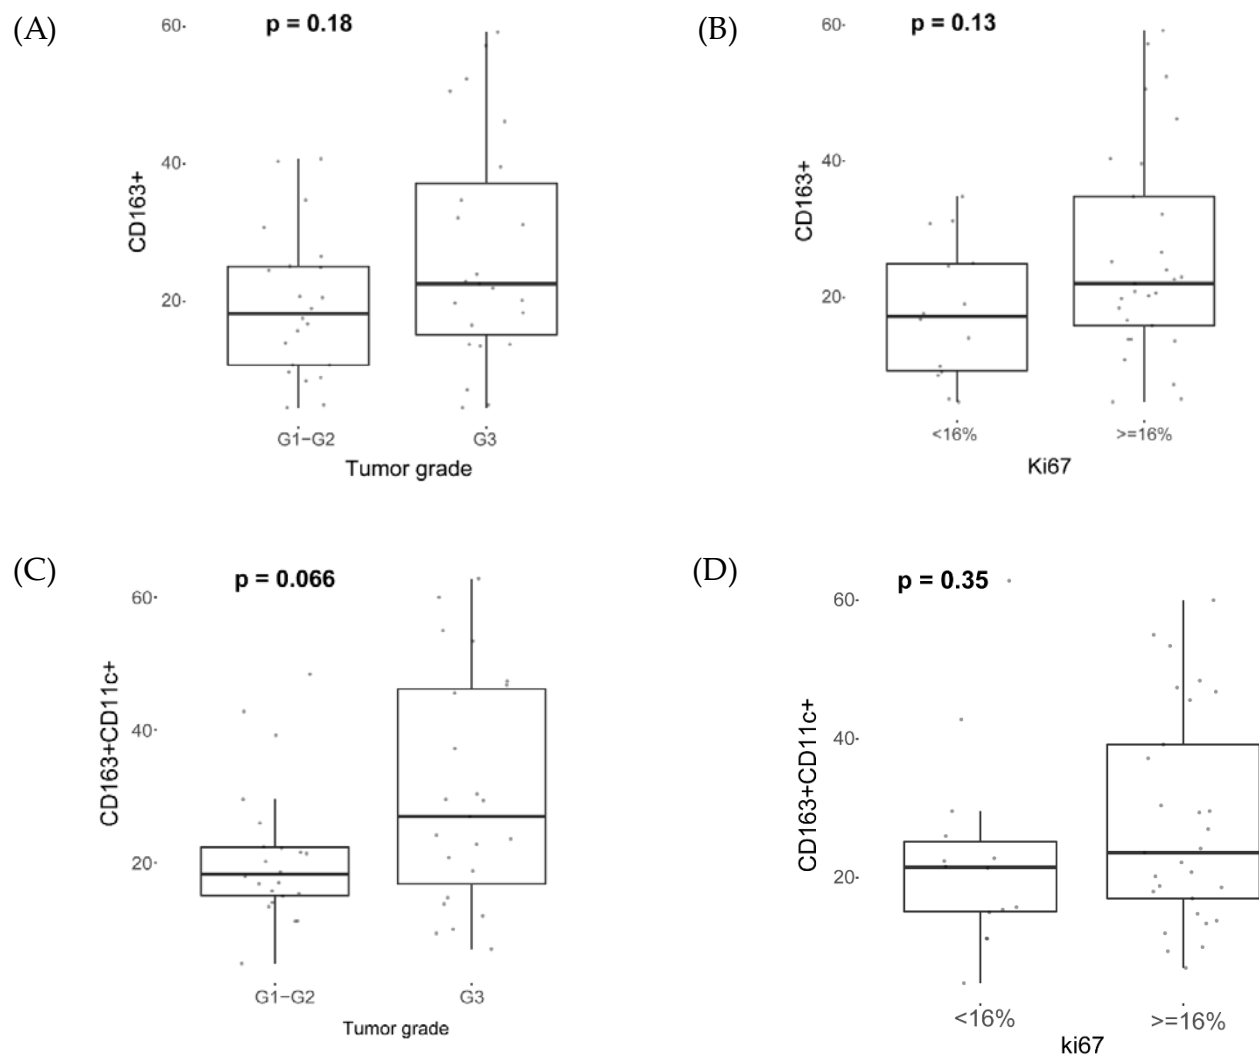 (A)
p = 0.18
60
40
20
CD163+
G1−G2 G3
Tumor grade
(B)
p = 0.13
60
40
20
CD163+
<16% >=16%
Ki67
(C)
p = 0.066
60
40
20
CD163+CD11c+
G1−G2 G3
Tumor grade
(D)
p = 0.35
60
40
20
CD163+CD11c+
<16% >=16%
ki67